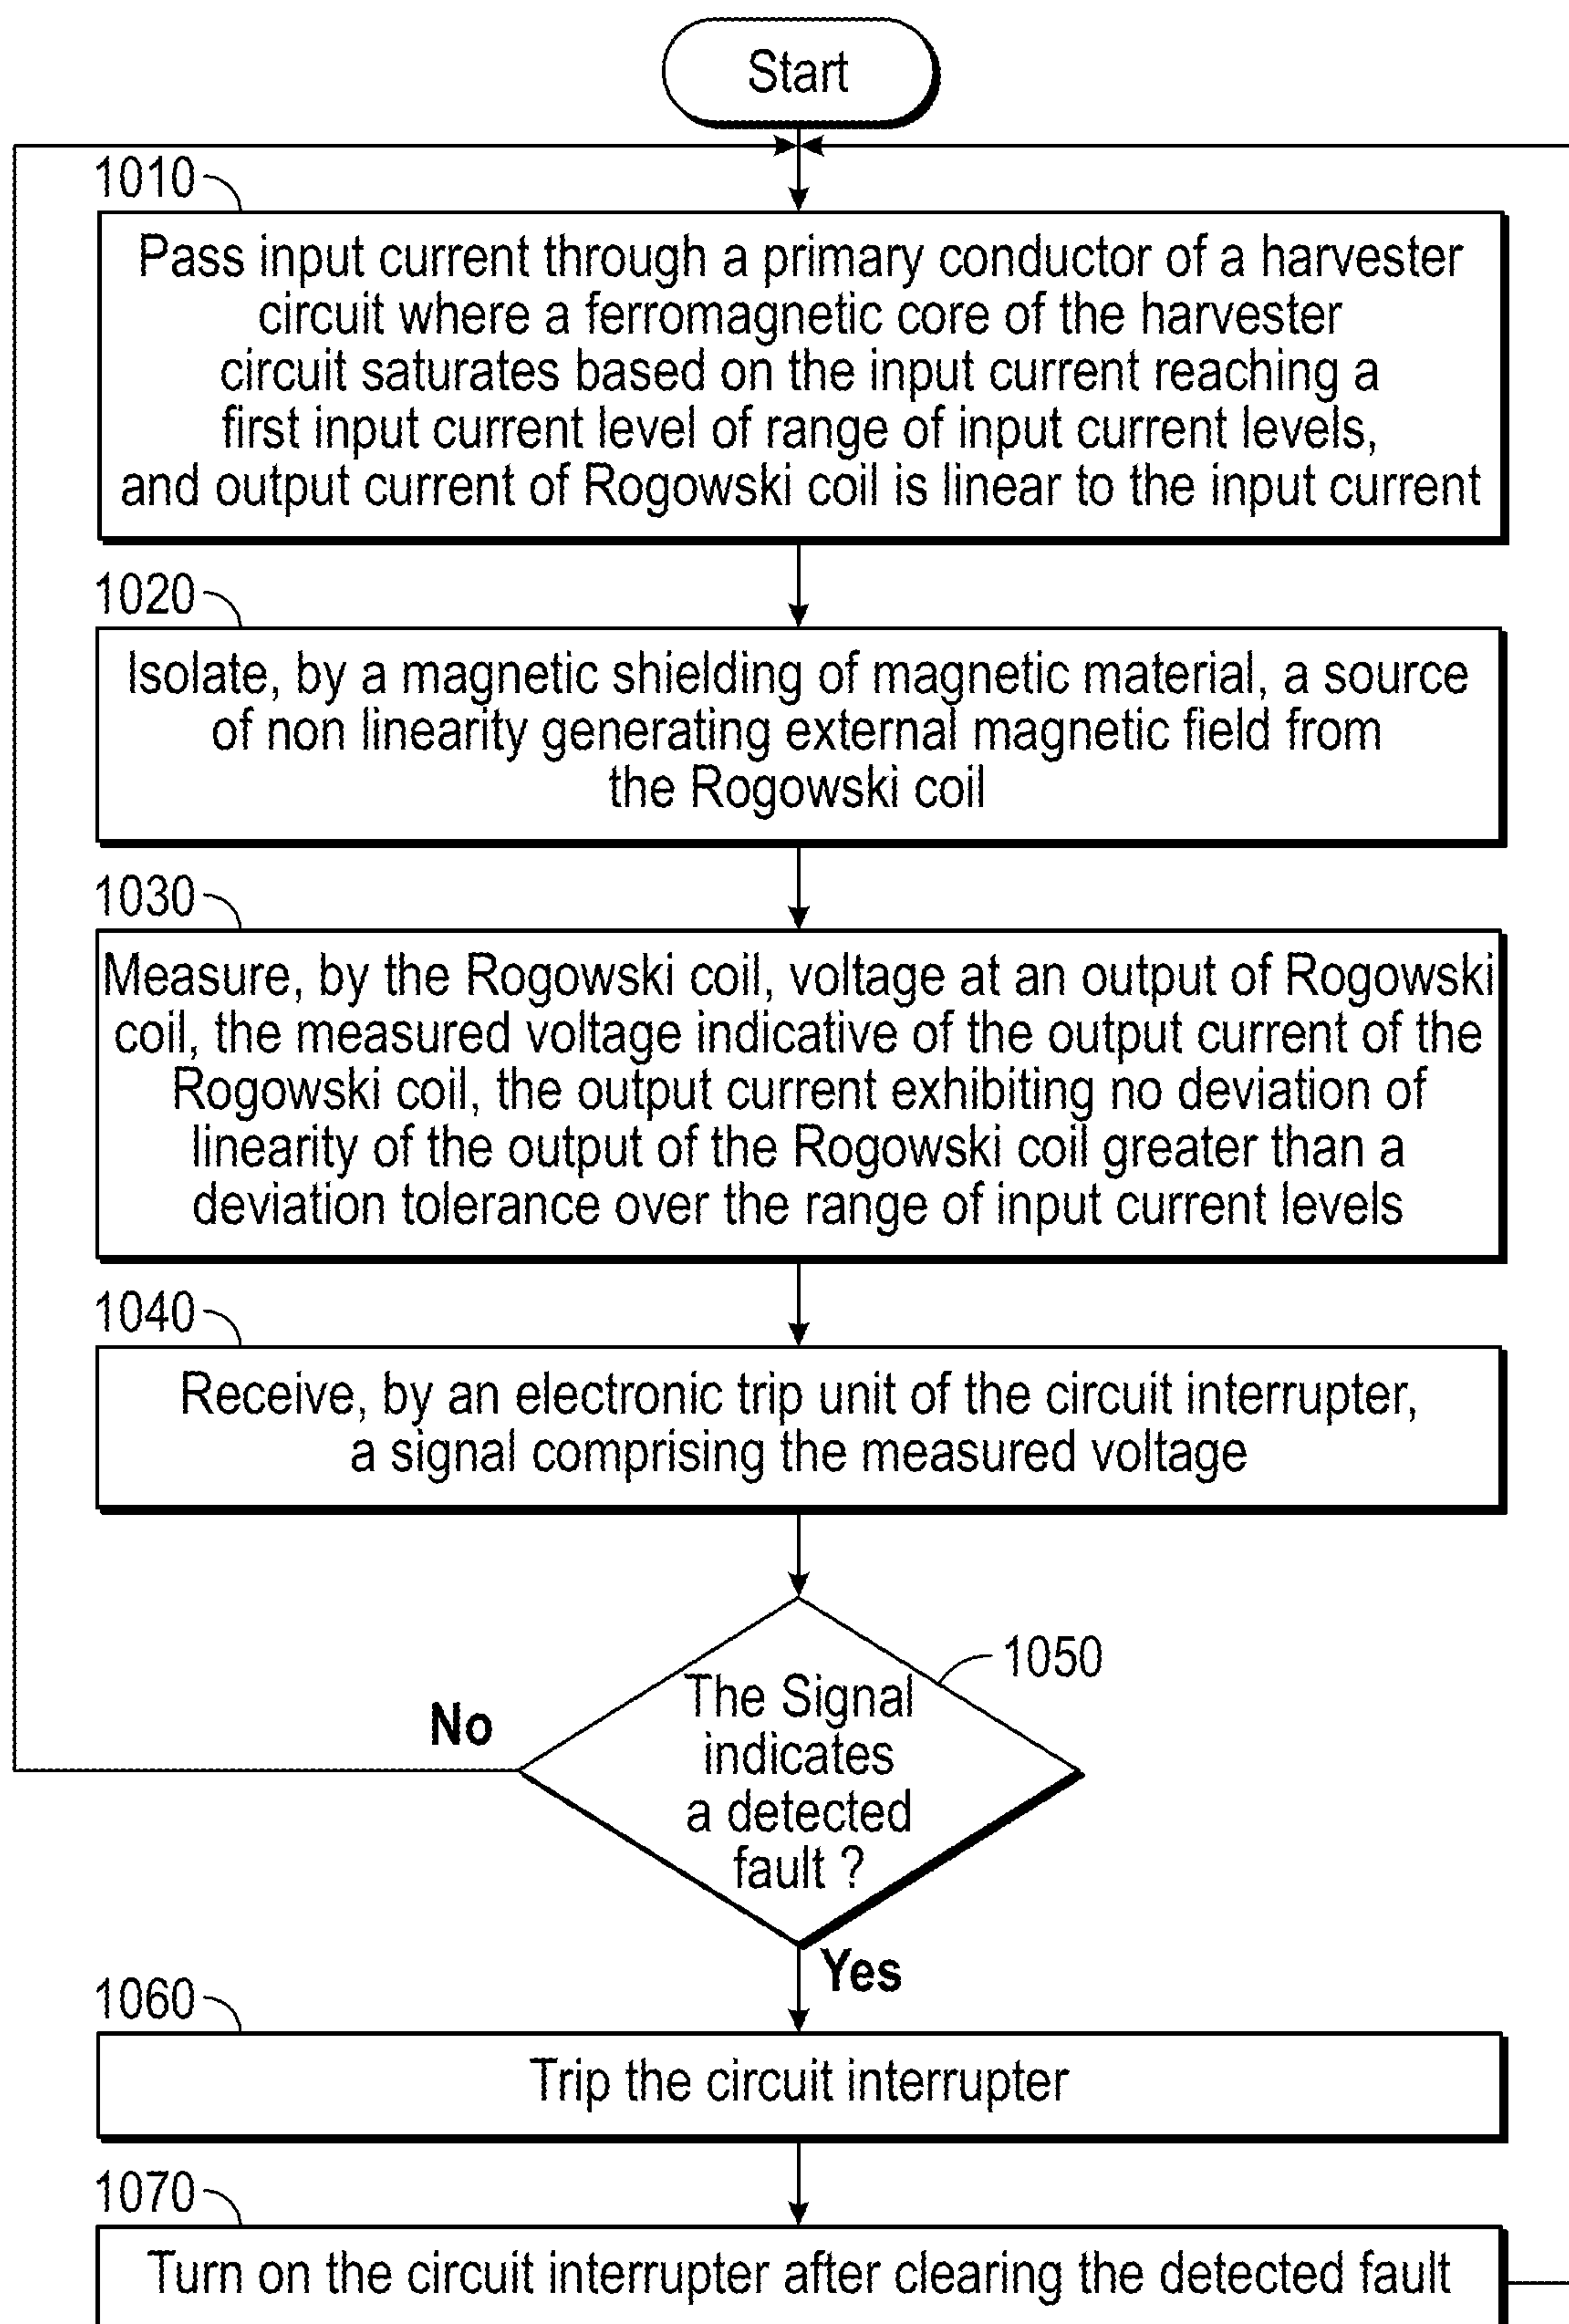 Start
1010
Pass input current through a primary conductor of a harvester
circuit where a ferromagnetic core of the harvester
circuit saturates based on the input current reaching a
first input current level of range of input current levels,
and output current of Rogowski coil is linear to the input current
1020
Isolate, by a magnetic shielding of magnetic material, a source
of non linearity generating external magnetic field from
the Rogowski coil
1030
Measure, by the Rogowski coil, voltage at an output of Rogowski
coil, the measured voltage indicative of the output current of the
Rogowski coil, the output current exhibiting no deviation of
linearity of the output of the Rogowski coil greater than a
deviation tolerance over the range of input current levels
1040
Receive, by an electronic trip unit of the circuit interrupter,
a signal comprising the measured voltage
1050
The Signal
indicates
a detected
fault ?
No
Yes
1060
Trip the circuit interrupter
1070
Turn on the circuit interrupter after clearing the detected fault